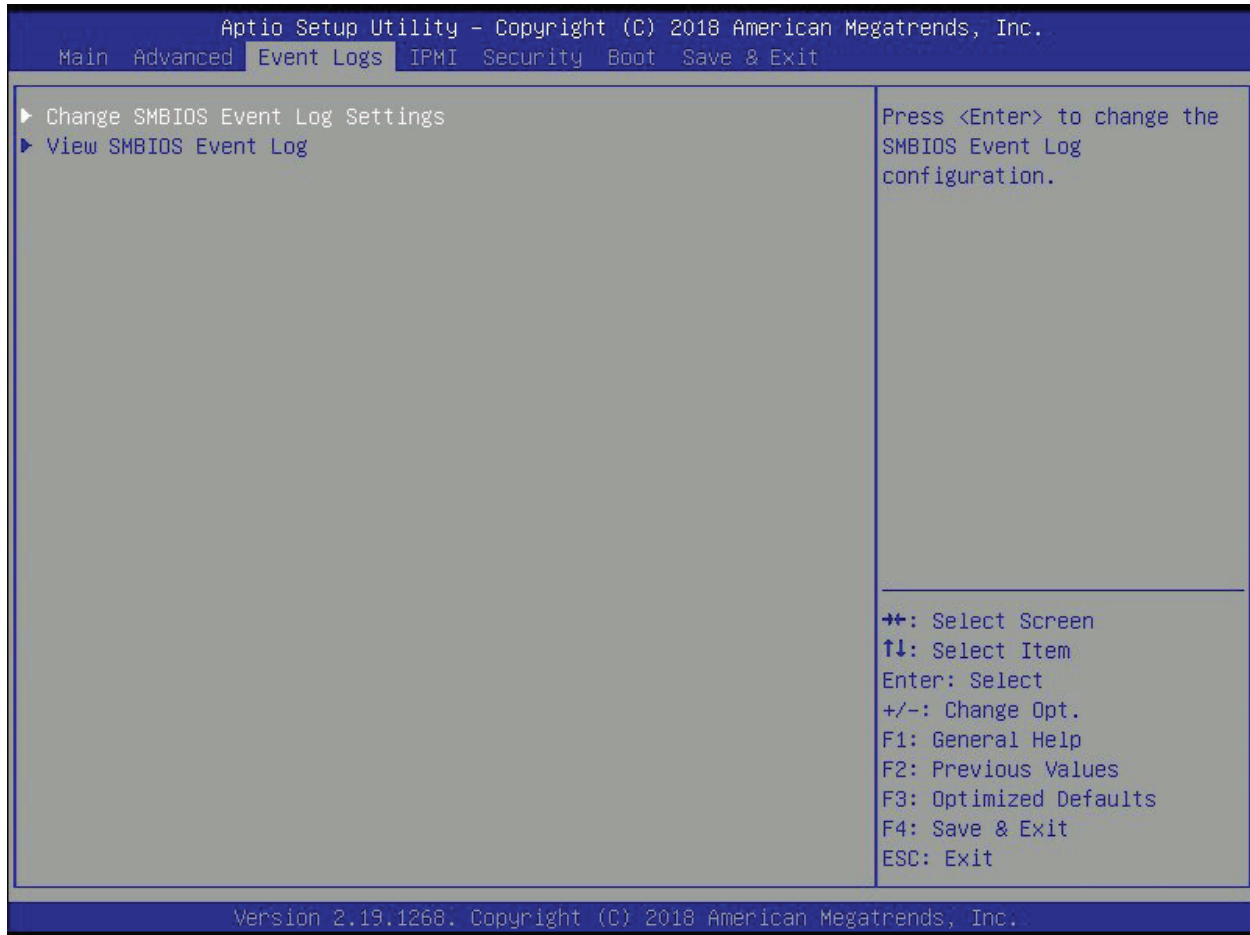 Aptio Setup Utility – Copyright (C) 2018 American Megatrends, Inc.
Main Advanced Event Logs IPMI Security Boot Save & Exit
▶ Change SMBIOS Event Log Settings
▶ View SMBIOS Event Log
Press <Enter> to change the
SMBIOS Event Log
configuration.
→←: Select Screen
↑↓: Select Item
Enter: Select
+/-: Change Opt.
F1: General Help
F2: Previous Values
F3: Optimized Defaults
F4: Save & Exit
ESC: Exit
Version 2.19.1268. Copyright (C) 2018 American Megatrends, Inc.